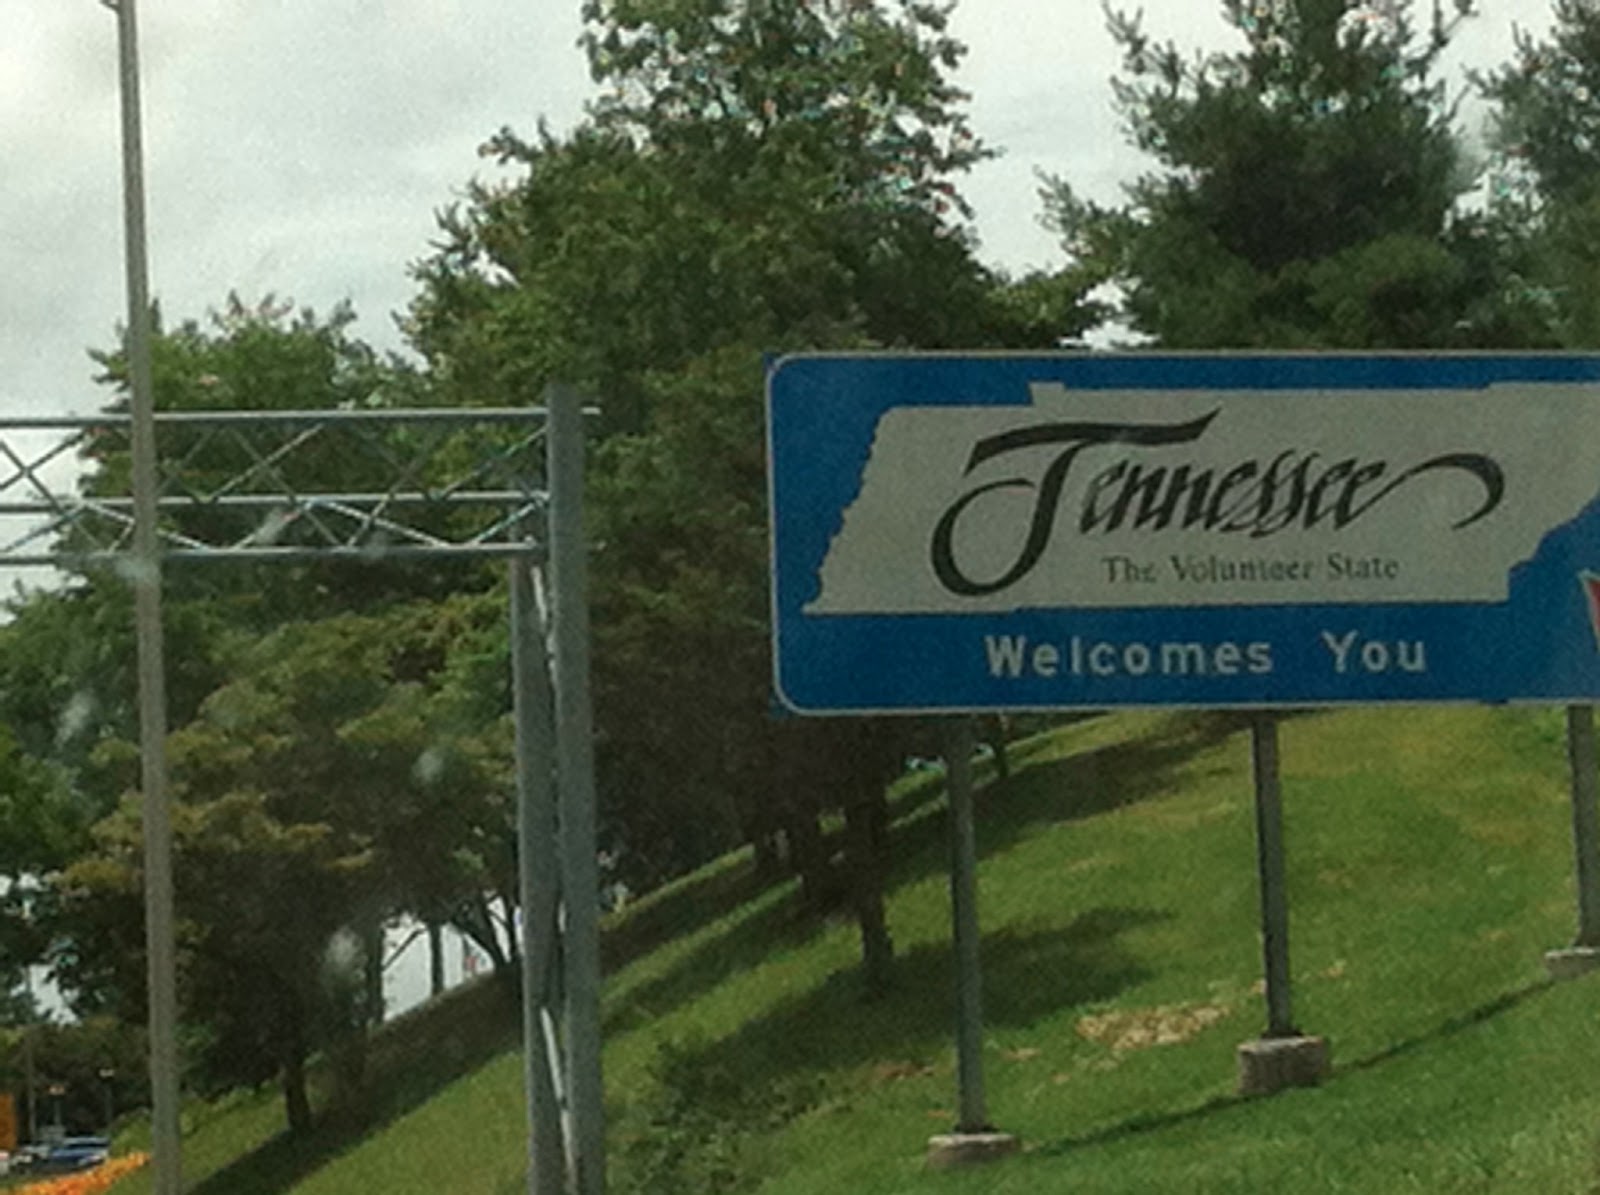 Tennessee
The Volunteer State
Welcomes You